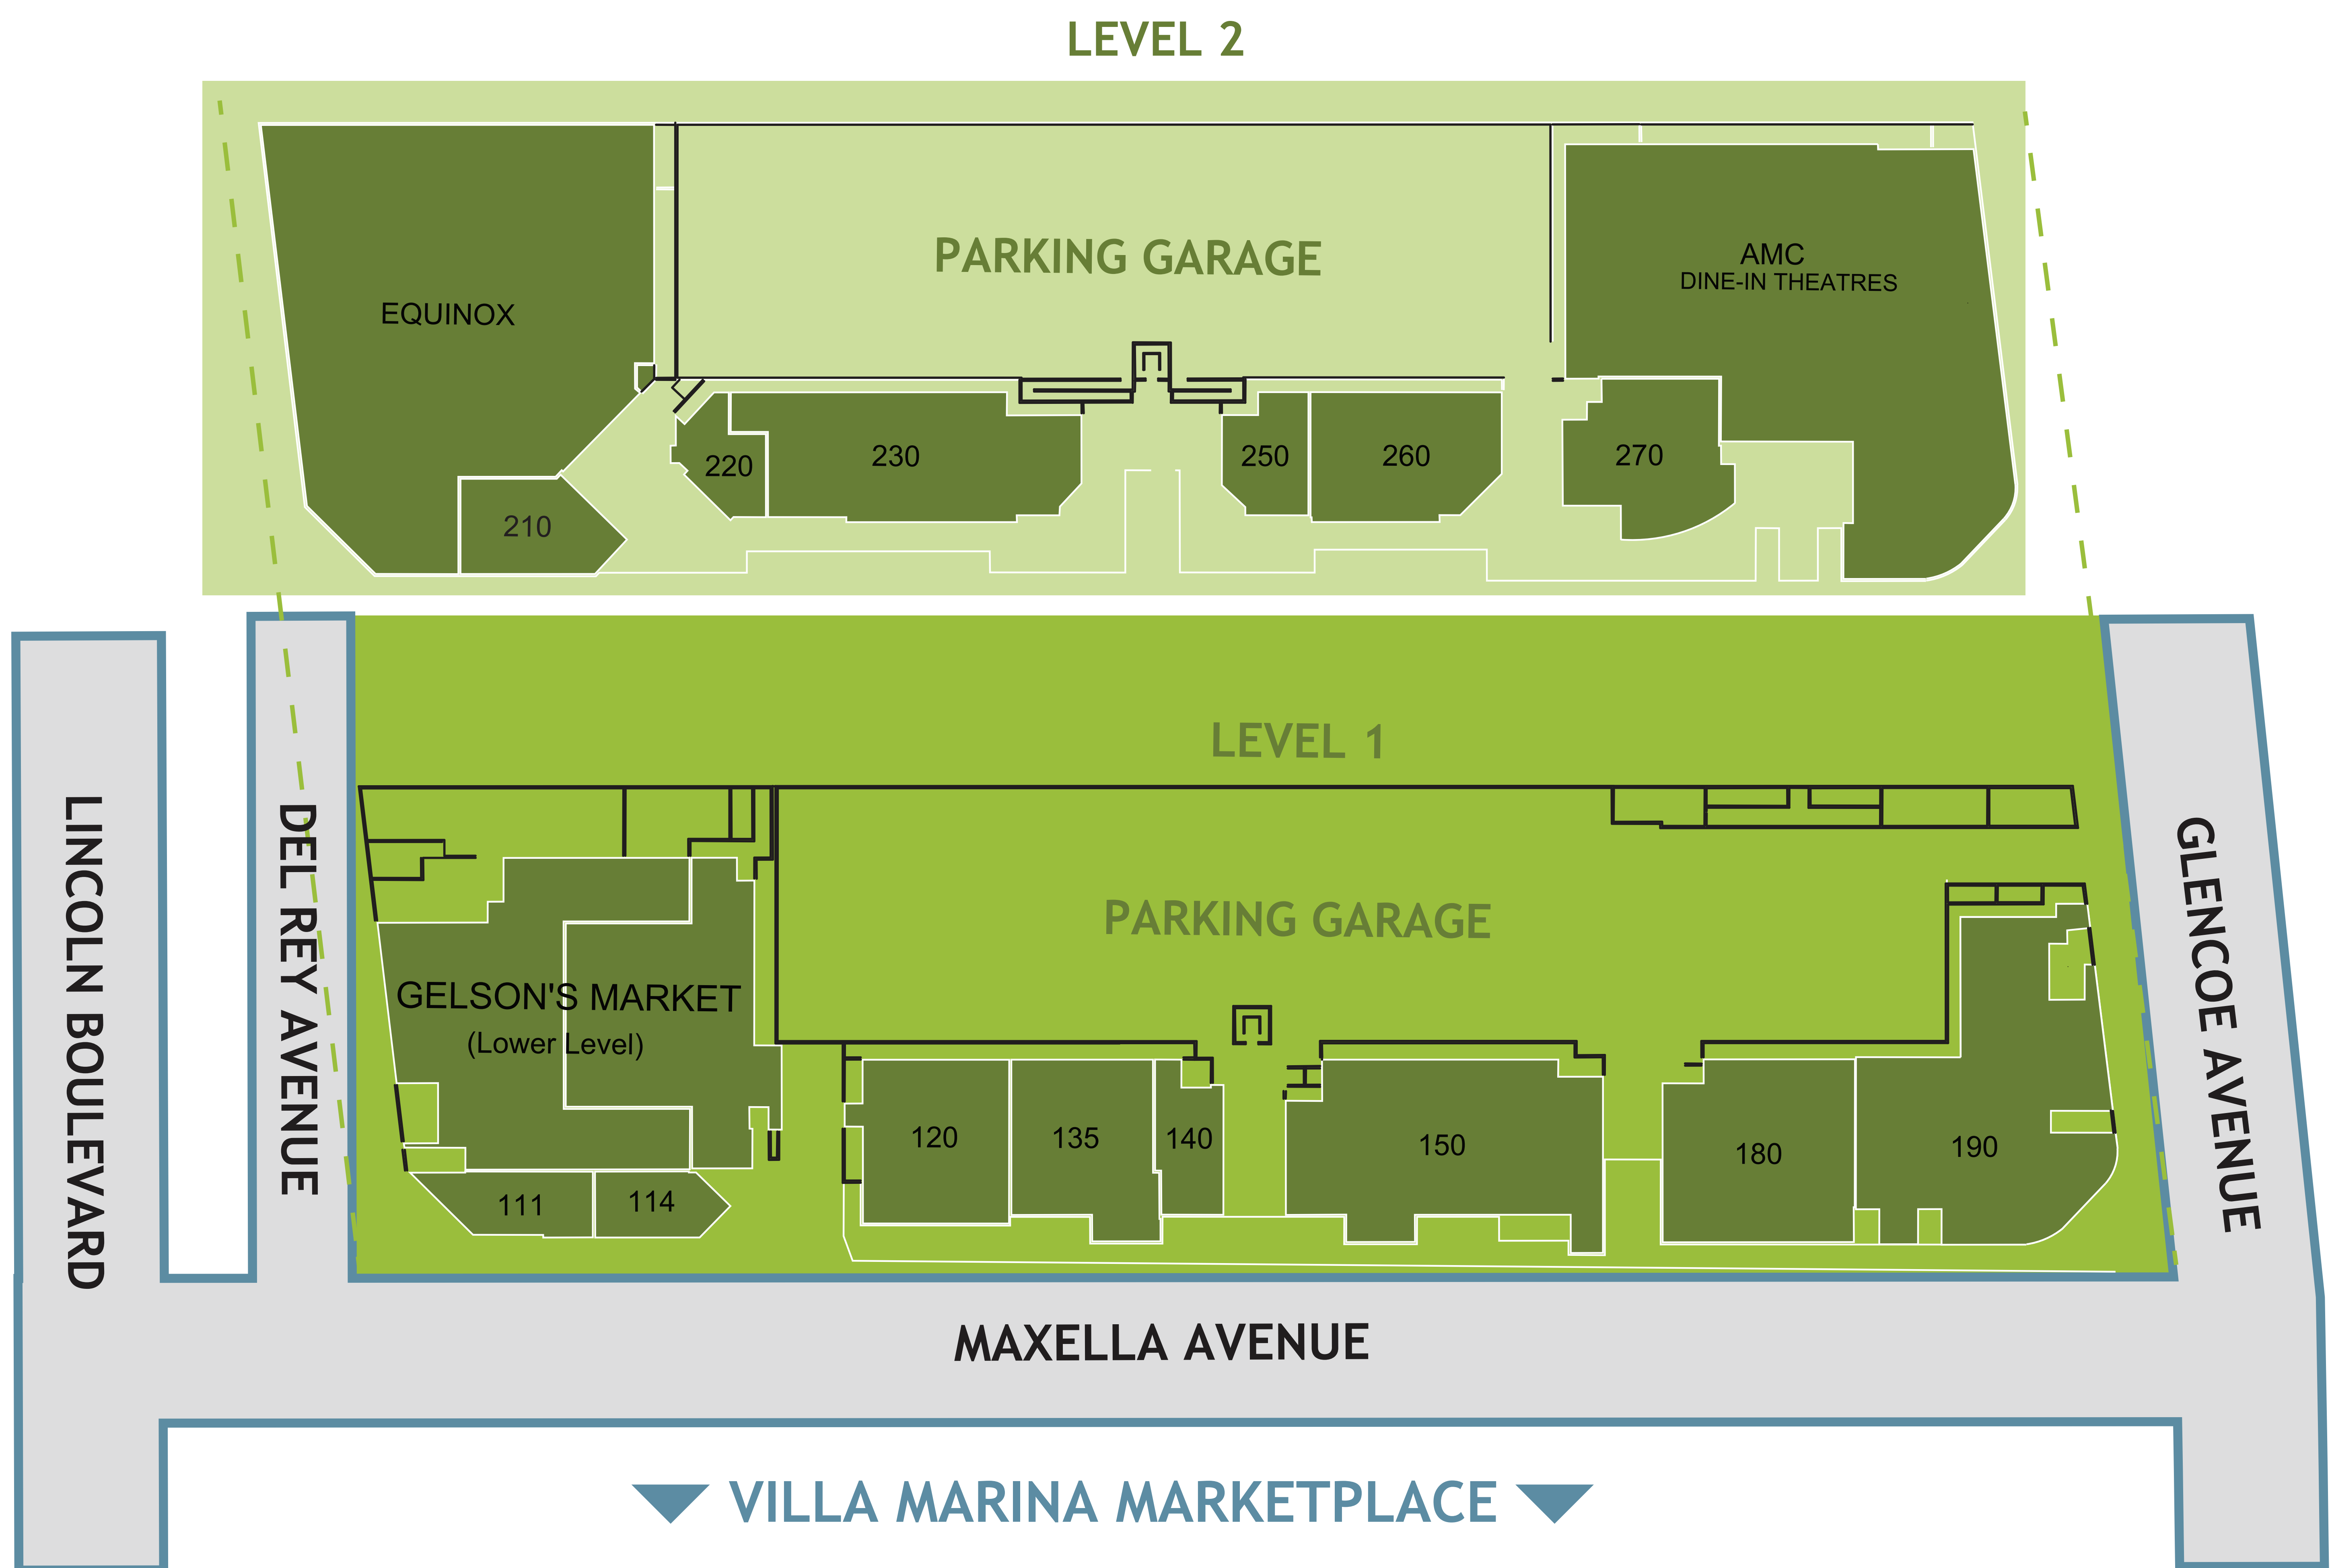 LEVEL 2
PARKING GARAGE
EQUINOX
AMC
DINE-IN THEATRES
210
220
230
250
260
270
LEVEL 1
PARKING GARAGE
GELSON'S MARKET
(Lower Level)
111
114
120
135
140
150
180
190
LINCOLN BOULEVARD
DEL REY AVENUE
GLENCOE AVENUE
MAXELLA AVENUE
VILLA MARINA MARKETPLACE